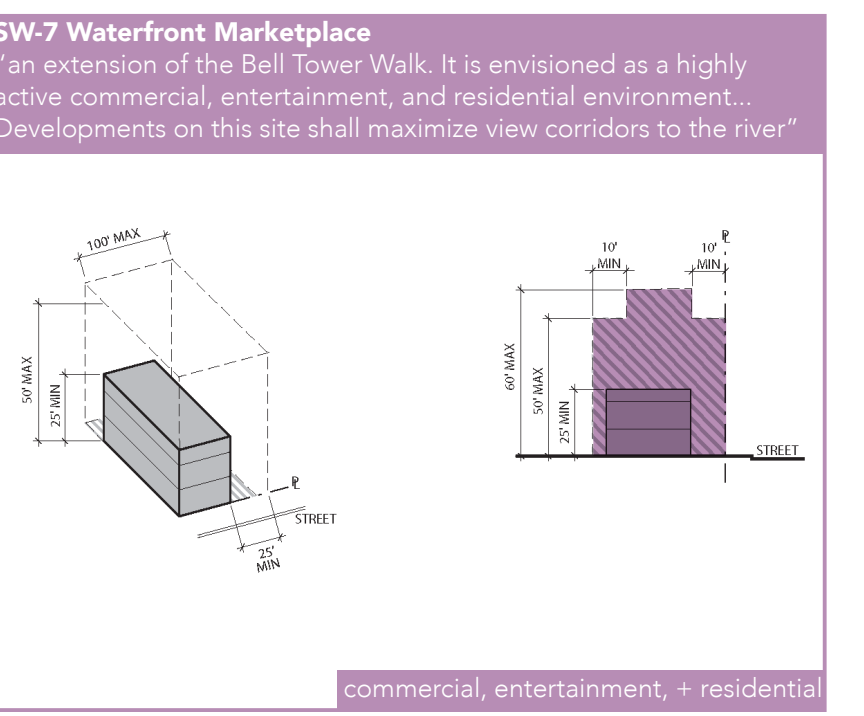 SW-7 Waterfront Marketplace
“an extension of the Bell Tower Walk. It is envisioned as a highly
active commercial, entertainment, and residential environment...
Developments on this site shall maximize view corridors to the river”
100' MAX
50' MAX
25' MIN
PL
STREET
25'
MIN
PL
10'
MIN
10'
MIN
60' MAX
50' MAX
25' MIN
STREET
commercial, entertainment, + residential